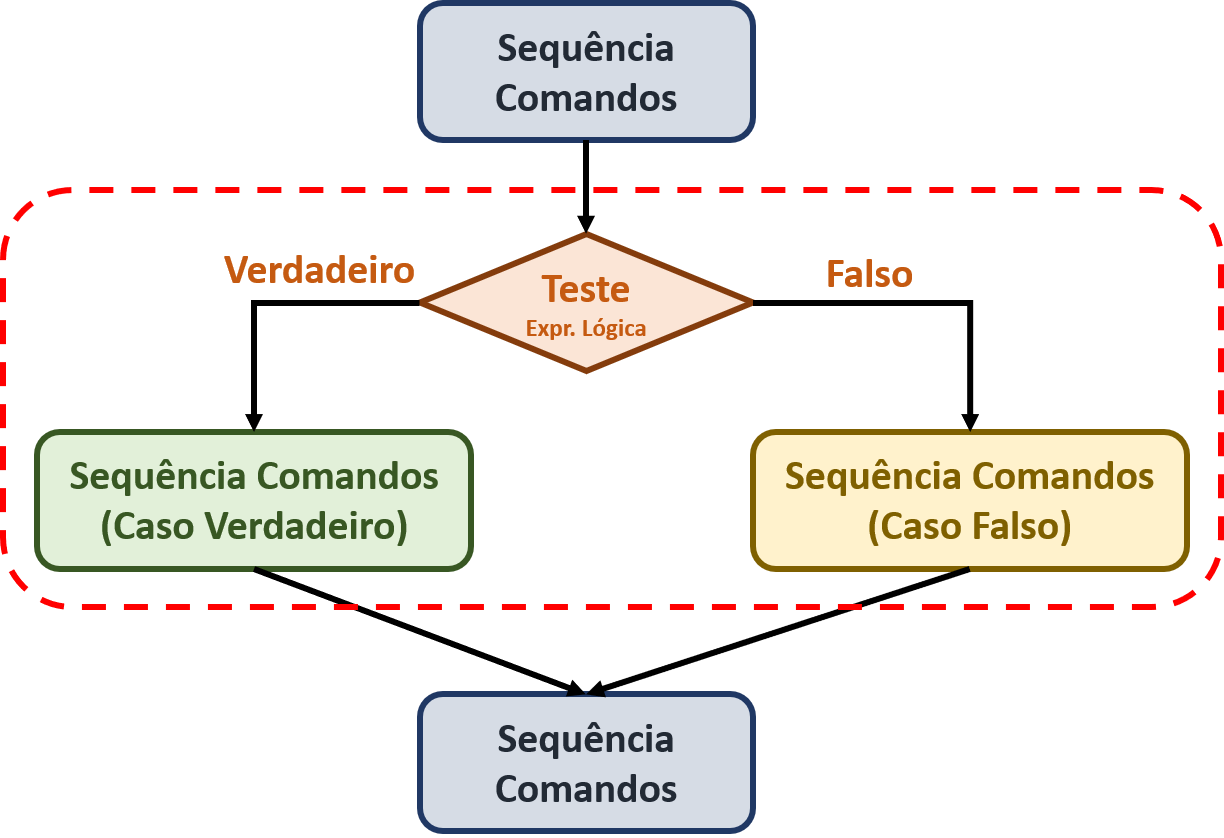 Sequência
Comandos
Verdadeiro
Falso
Teste
Expr. Lógica
Sequência Comandos
(Caso Verdadeiro)
Sequência Comandos
(Caso Falso)
Sequência
Comandos